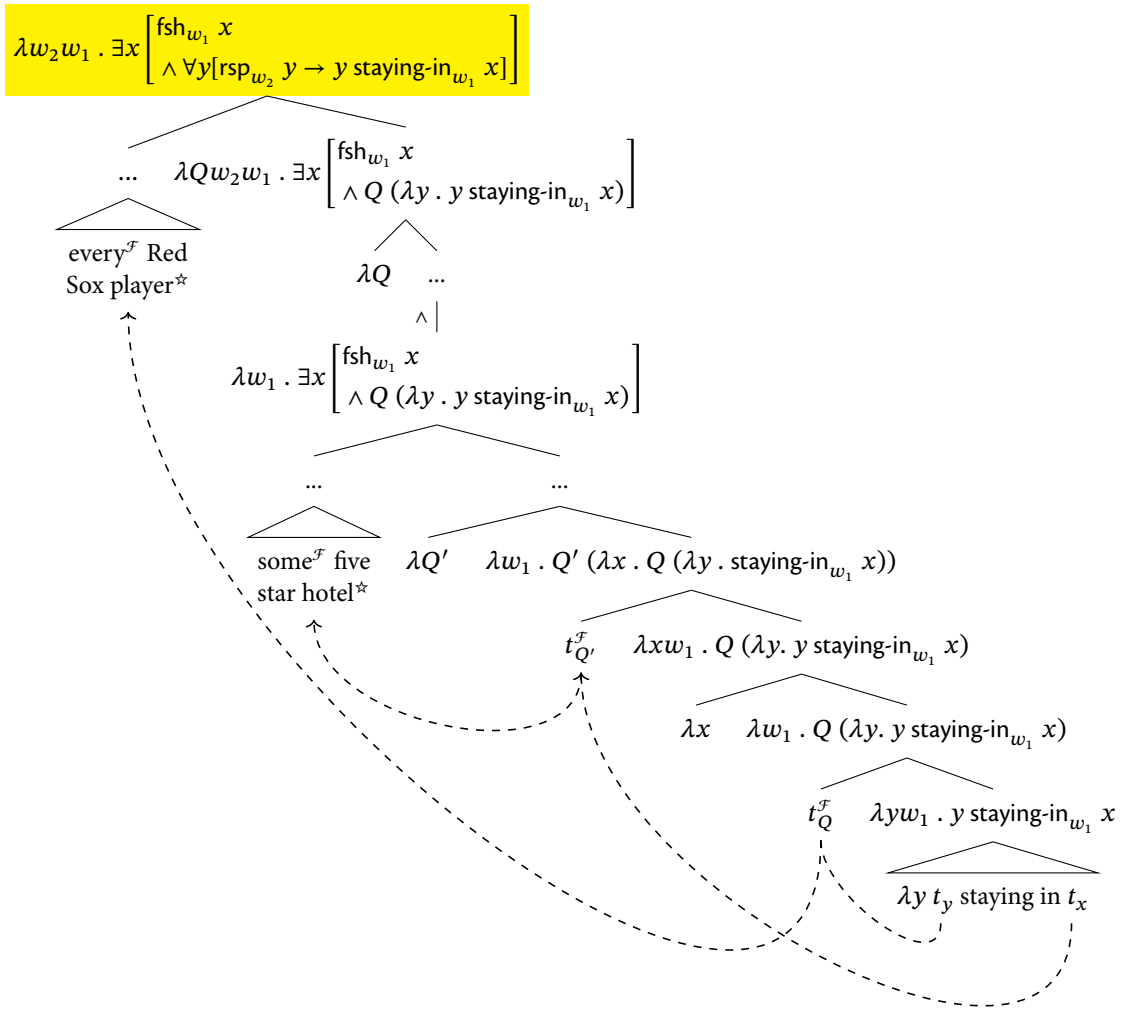 λw₂w₁ . ∃x [ fsh_w₁ x
∧ ∀y[rsp_w₂ y → y staying-in_w₁ x] ]
... λQw₂w₁ . ∃x [ fsh_w₁ x
∧ Q (λy . y staying-in_w₁ x) ]
every^ℱ Red
Sox player^☆
λQ ...
∧
λw₁ . ∃x [ fsh_w₁ x
∧ Q (λy . y staying-in_w₁ x) ]
... ...
some^ℱ five
star hotel^☆
λQ′ λw₁ . Q′ (λx . Q (λy . staying-in_w₁ x))
t^ℱ_Q′ λxw₁ . Q (λy. y staying-in_w₁ x)
λx λw₁ . Q (λy. y staying-in_w₁ x)
t^ℱ_Q λyw₁ . y staying-in_w₁ x
λy t_y staying in t_x